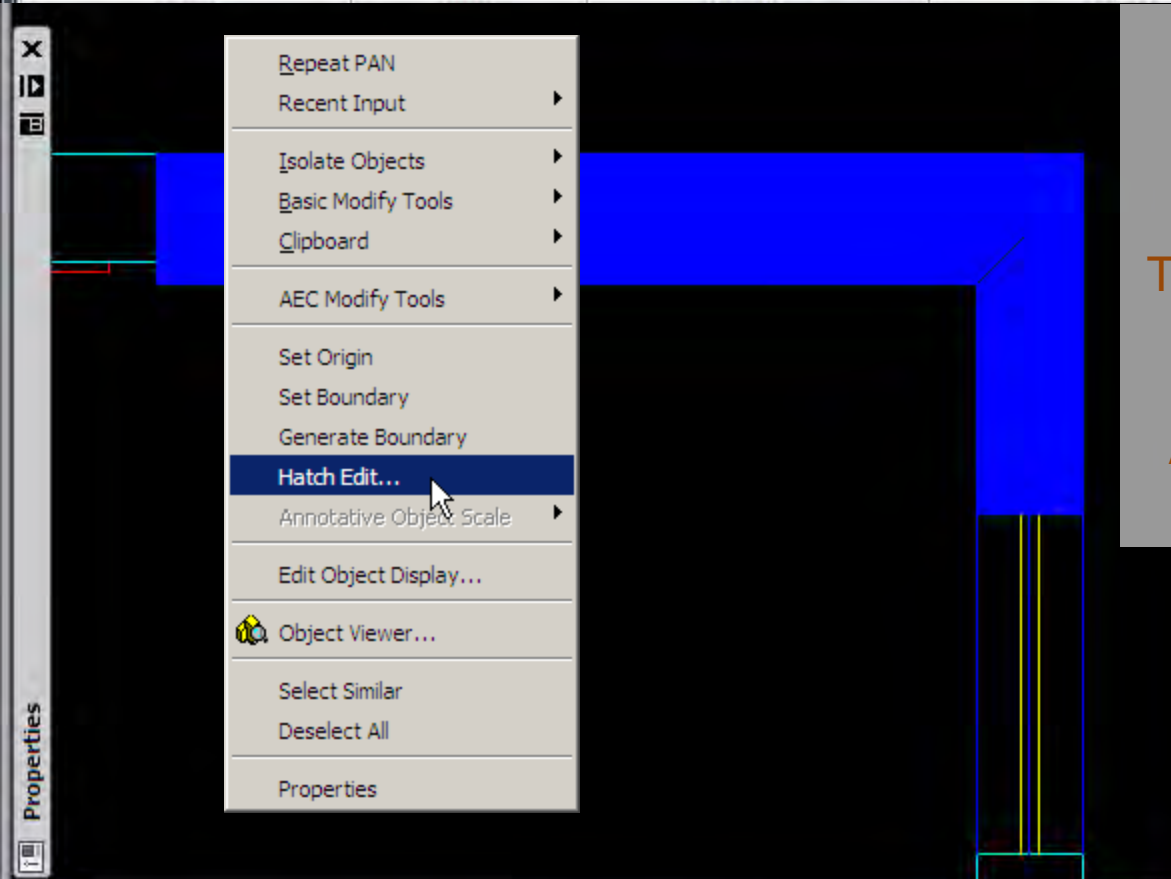 Repeat PAN
Recent Input
Isolate Objects
Basic Modify Tools
Clipboard
AEC Modify Tools
Set Origin
Set Boundary
Generate Boundary
Hatch Edit...
Annotative Object Scale
Edit Object Display...
Object Viewer...
Select Similar
Deselect All
Properties
Properties
T